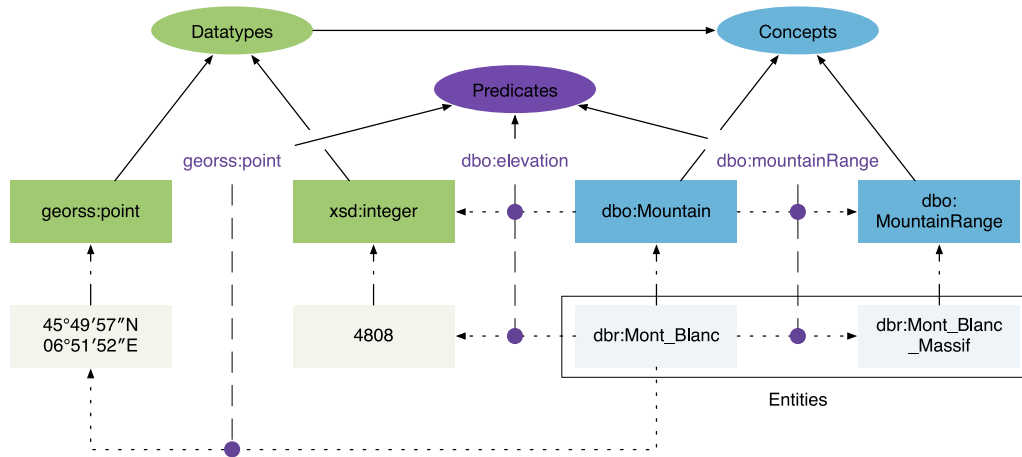 Datatypes
Concepts
Predicates
georss:point
dbo:elevation
dbo:mountainRange
georss:point
xsd:integer
dbo:Mountain
dbo:
MountainRange
45°49′57″N
06°51′52″E
4808
dbr:Mont_Blanc
dbr:Mont_Blanc
_Massif
Entities